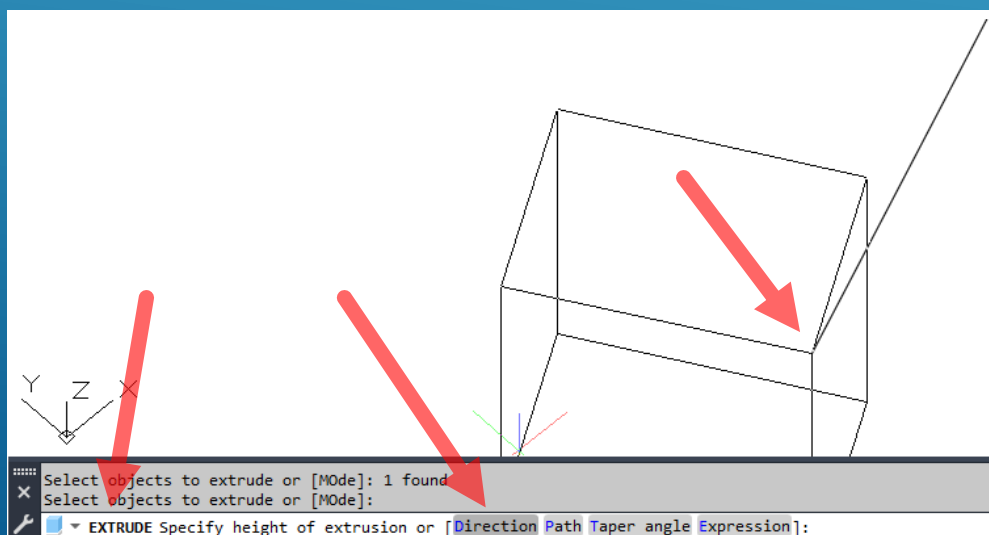 Y Z X
Select objects to extrude or [MOde]: 1 found
Select objects to extrude or [MOde]:
EXTRUDE Specify height of extrusion or [Direction Path Taper angle Expression]: